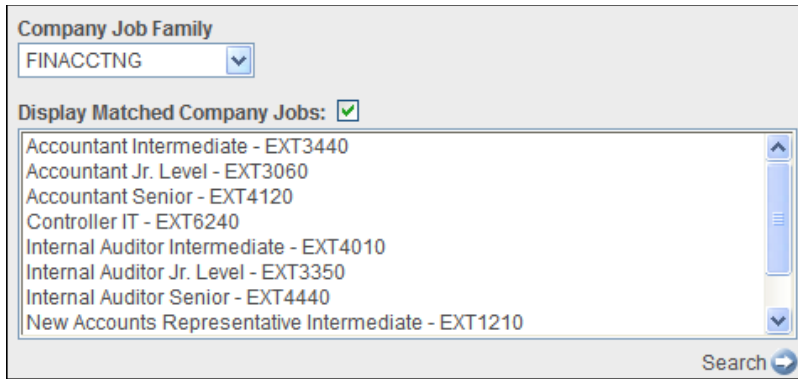 Company Job Family
FINACCTNG
Display Matched Company Jobs:
Accountant Intermediate - EXT3440
Accountant Jr. Level - EXT3060
Accountant Senior - EXT4120
Controller IT - EXT6240
Internal Auditor Intermediate - EXT4010
Internal Auditor Jr. Level - EXT3350
Internal Auditor Senior - EXT4440
New Accounts Representative Intermediate - EXT1210
Search